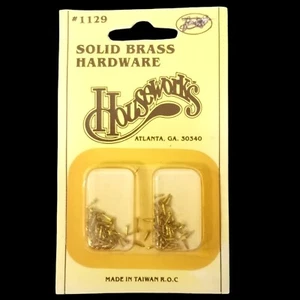 #1129
SOLID BRASS
HARDWARE
Houseworks
ATLANTA, GA. 30340
MADE IN TAIWAN R.O.C